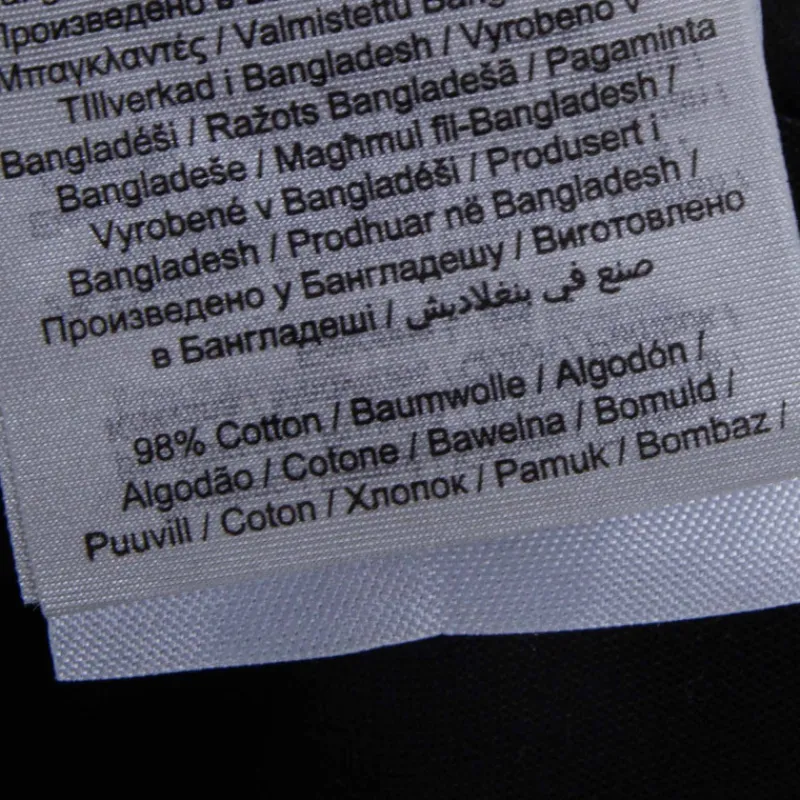 Произведено в
Μπαγκλαντές / Valmistettu
TIllverkad i Bangladesh / Vyrobeno v
Bangladéši / Ražots Bangladešā / Pagaminta
Bangladeše / Magħmul fil-Bangladesh /
Vyrobené v Bangladéši / Produsert i
Bangladesh / Prodhuar në Bangladesh /
Произведено у Бангладешу / Виготовлено
в Бангладеші / صنع في بنغلاديش
98% Cotton / Baumwolle / Algodón /
Algodão / Cotone / Bawełna / Bomuld /
Puuvill / Coton / Хлопок / Pamuk / Bombaz /